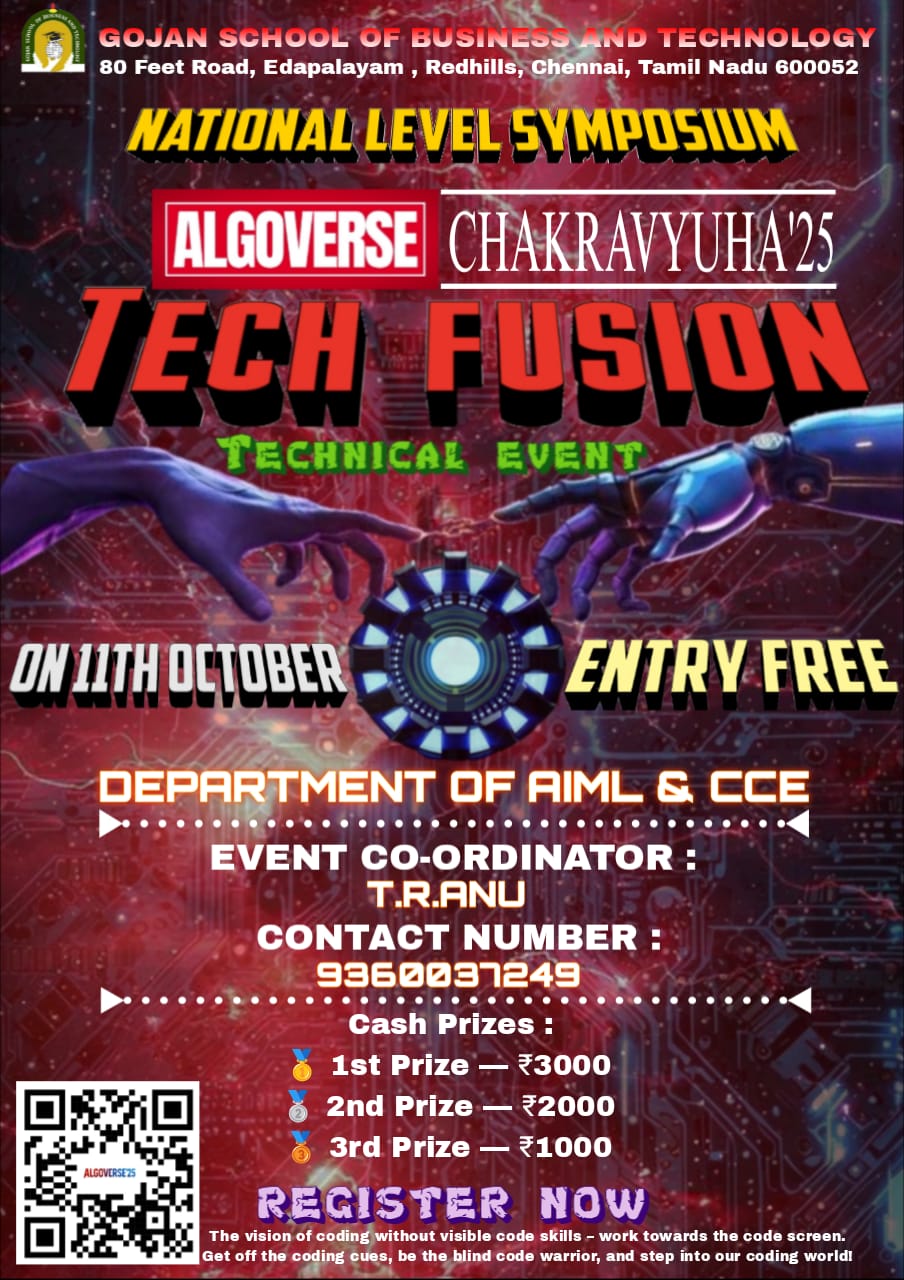 GOJAN SCHOOL OF BUSINESS AND TECHNOLOGY
80 Feet Road, Edapalayam , Redhills, Chennai, Tamil Nadu 600052
NATIONAL LEVEL SYMPOSIUM
ALGOVERSE CHAKRAVYUHA'25
TECH FUSION
TECHNICAL EVENT
ON 11TH OCTOBER ENTRY FREE
DEPARTMENT OF AIML & CCE
EVENT CO-ORDINATOR :
T.R.ANU
CONTACT NUMBER :
9360037249
Cash Prizes :
🥇 1st Prize — ₹3000
🥈 2nd Prize — ₹2000
🥉 3rd Prize — ₹1000
ALGOVERSE'25
REGISTER NOW
The vision of coding without visible code skills – work towards the code screen.
Get off the coding cues, be the blind code warrior, and step into our coding world!